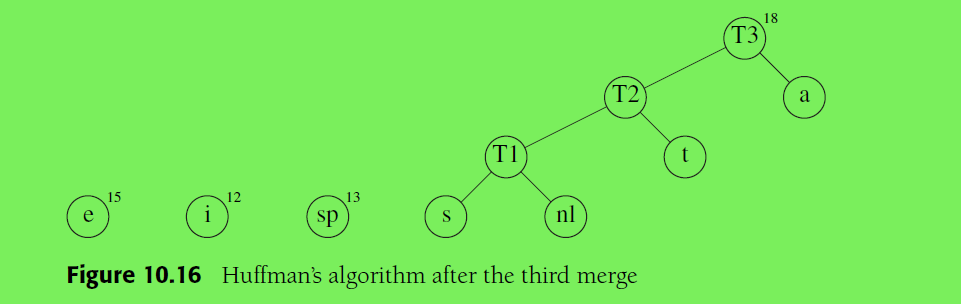 T3 18
T2
a
T1
t
e 15
i 12
sp 13
s
nl
Figure 10.16 Huffman's algorithm after the third merge